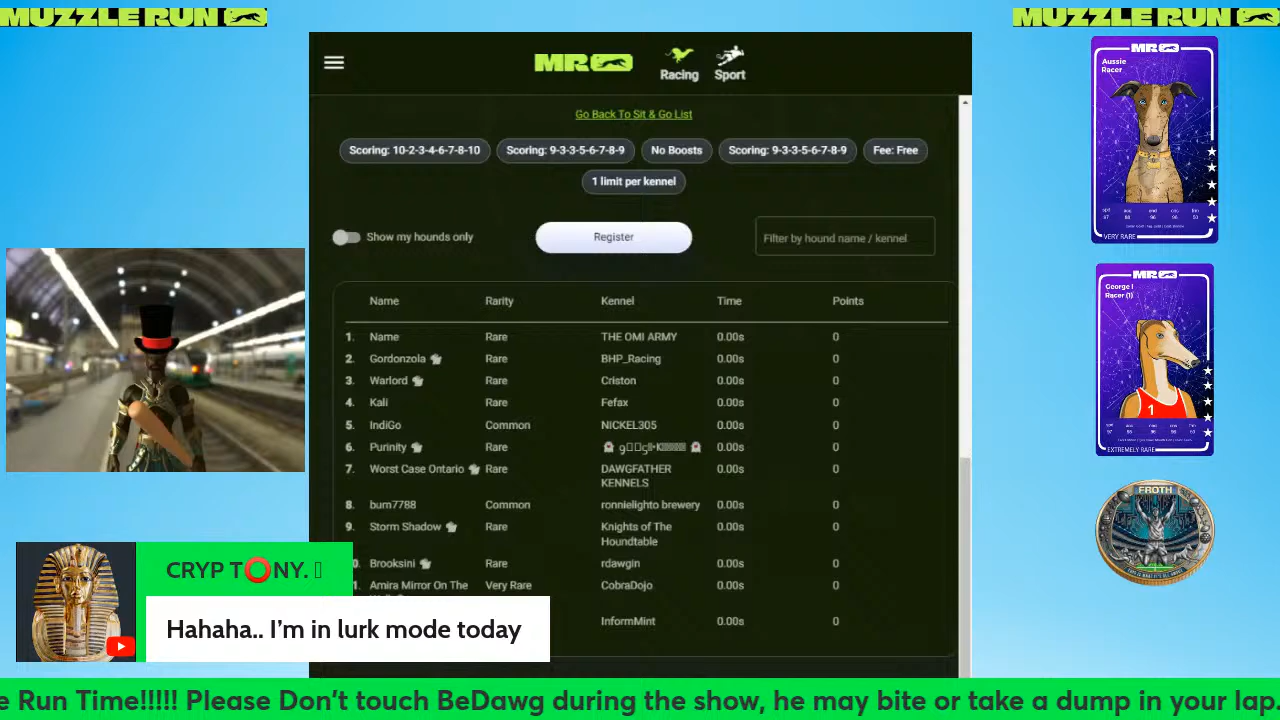 MUZZLE RUN
MUZZLE RUN
MR
Racing
Sport
Go Back To Sit & Go List
Scoring: 10-2-3-4-6-7-8-10
Scoring: 9-3-3-5-6-7-8-9
No Boosts
Scoring: 9-3-3-5-6-7-8-9
Fee: Free
1 limit per kennel
Show my hounds only
Register
Filter by hound name / kennel
Name Rarity Kennel Time Points
1. Name Rare THE OMI ARMY 0.00s 0
2. Gordonzola Rare BHP_Racing 0.00s 0
3. Warlord Rare Criston 0.00s 0
4. Kali Rare Fefax 0.00s 0
5. IndiGo Common NICKEL305 0.00s 0
6. Purinity Rare 0.00s 0
7. Worst Case Ontario Rare DAWGFATHER 0.00s 0
KENNELS
8. burn7788 Common ronnielighto brewery 0.00s 0
9. Storm Shadow Rare Knights of The 0.00s 0
Houndtable
Brooksini Rare rdawgin 0.00s 0
Amira Mirror On The Very Rare CobraDojo 0.00s 0
InformMint 0.00s 0
MR
Aussie
Racer
VERY RARE
MR
George I
Racer (1)
1
EXTREMELY RARE
FROTH
CRYP T⭕NY.
Hahaha.. I'm in lurk mode today
e Run Time!!!!! Please Don't touch BeDawg during the show, he may bite or take a dump in your lap.